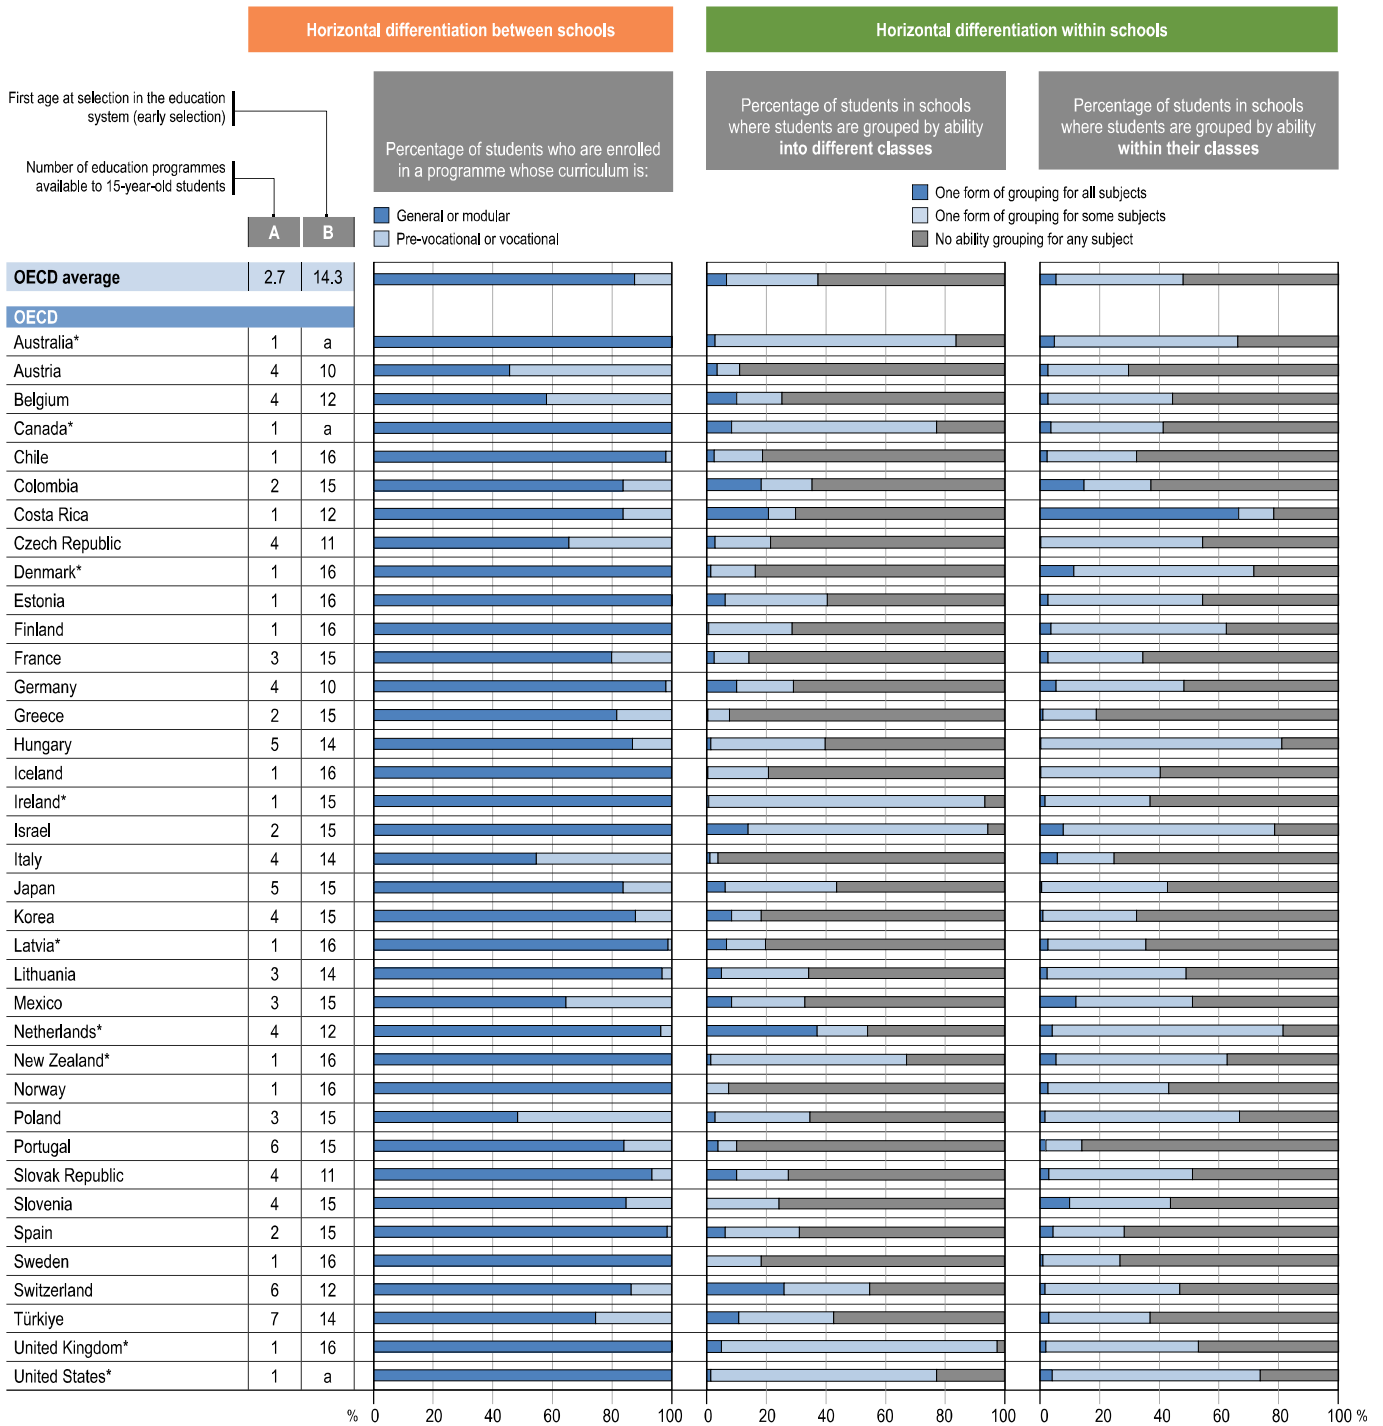 Horizontal differentiation between schools
Horizontal differentiation within schools
First age at selection in the education
system (early selection)
Number of education programmes
available to 15-year-old students
Percentage of students who are enrolled
in a programme whose curriculum is:
Percentage of students in schools
where students are grouped by ability
into different classes
Percentage of students in schools
where students are grouped by ability
within their classes
General or modular
Pre-vocational or vocational
One form of grouping for all subjects
One form of grouping for some subjects
No ability grouping for any subject
A B
OECD average 2.7 14.3
OECD
Australia* 1 a
Austria 4 10
Belgium 4 12
Canada* 1 a
Chile 1 16
Colombia 2 15
Costa Rica 1 12
Czech Republic 4 11
Denmark* 1 16
Estonia 1 16
Finland 1 16
France 3 15
Germany 4 10
Greece 2 15
Hungary 5 14
Iceland 1 16
Ireland* 1 15
Israel 2 15
Italy 4 14
Japan 5 15
Korea 4 15
Latvia* 1 16
Lithuania 3 14
Mexico 3 15
Netherlands* 4 12
New Zealand* 1 16
Norway 1 16
Poland 3 15
Portugal 6 15
Slovak Republic 4 11
Slovenia 4 15
Spain 2 15
Sweden 1 16
Switzerland 6 12
Türkiye 7 14
United Kingdom* 1 16
United States* 1 a
% 0 20 40 60 80 100 0 20 40 60 80 100 0 20 40 60 80 100 %